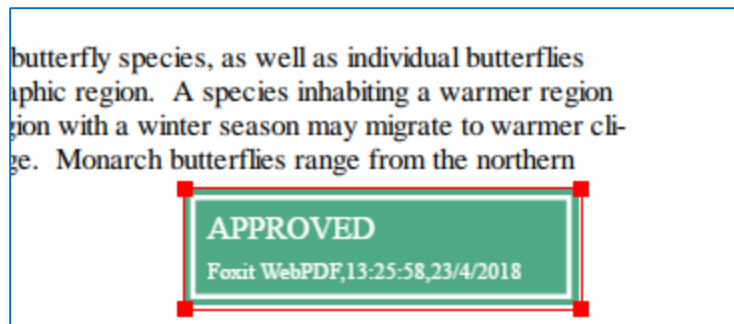 butterfly species, as well as individual butterflies
aphic region. A species inhabiting a warmer region
gion with a winter season may migrate to warmer cli-
ge. Monarch butterflies range from the northern
APPROVED
Foxit WebPDF,13:25:58,23/4/2018